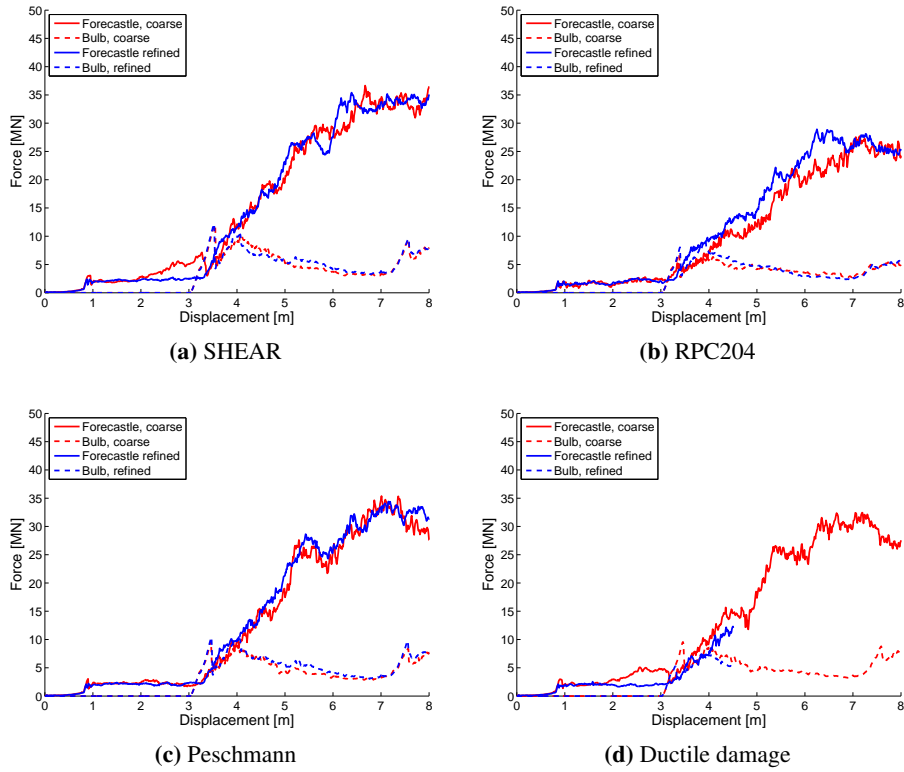 50
45
40
35
30
25
20
15
10
5
0
Force [MN]
Forecastle, coarse
Bulb, coarse
Forecastle refined
Bulb, refined
0 1 2 3 4 5 6 7 8
Displacement [m]
(a) SHEAR
50
45
40
35
30
25
20
15
10
5
0
Force [MN]
Forecastle, coarse
Bulb, coarse
Forecastle refined
Bulb, refined
0 1 2 3 4 5 6 7 8
Displacement [m]
(b) RPC204
50
45
40
35
30
25
20
15
10
5
0
Force [MN]
Forecastle, coarse
Bulb, coarse
Forecastle refined
Bulb, refined
0 1 2 3 4 5 6 7 8
Displacement [m]
(c) Peschmann
50
45
40
35
30
25
20
15
10
5
0
Force [MN]
Forecastle, coarse
Bulb, coarse
Forecastle refined
Bulb, refined
0 1 2 3 4 5 6 7 8
Displacement [m]
(d) Ductile damage